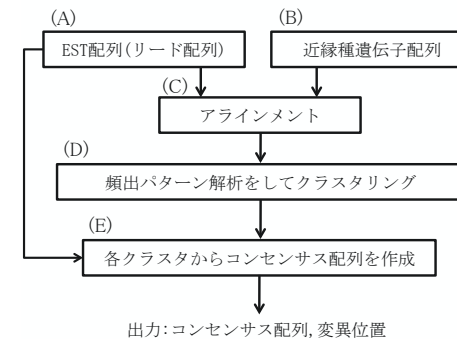 (A)
EST配列(リード配列)
(B)
近縁種遺伝子配列
(C)
アラインメント
(D)
頻出パターン解析をしてクラスタリング
(E)
各クラスタからコンセンサス配列を作成
出力:コンセンサス配列,変異位置